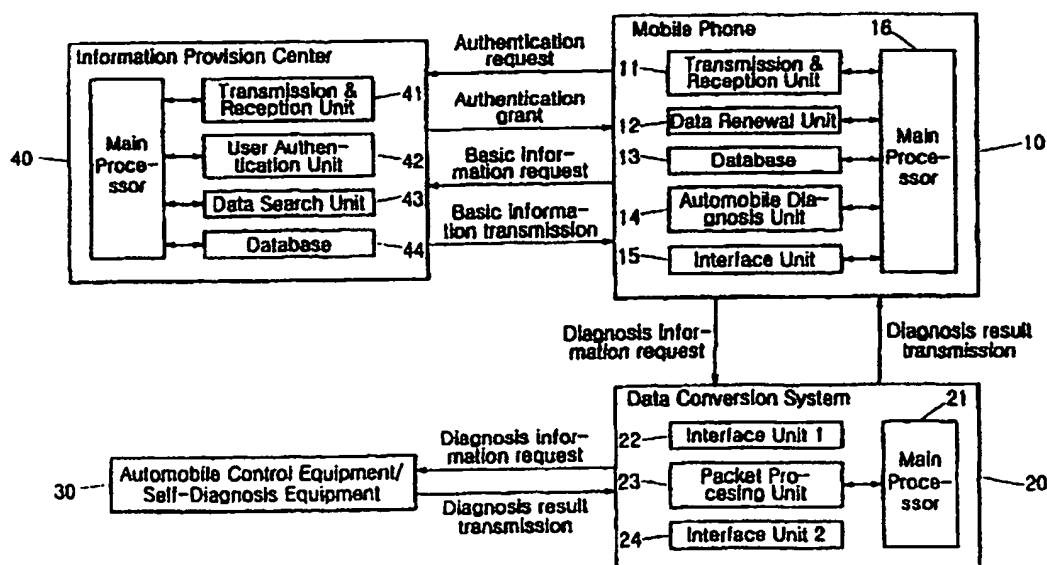 Information Provision Center
Main
Proce-
ssor
Transmission &
Reception Unit
41
User Authen-
tication Unit
42
Data Search Unit
43
Database
44
40
Authentication
request
Authentication
grant
Basic infor-
mation request
Basic informa-
tion transmission
Mobile Phone
16
11
Transmission &
Reception Unit
12
Data Renewal Unit
13
Database
14
Automobile Dia-
gnosis Unit
15
Interface Unit
Main
Proce-
ssor
10
Diagnosis infor-
mation request
Diagnosis result
transmission
Data Conversion System
21
22
Interface Unit 1
23
Packet Pro-
cesing Unit
24
Interface Unit 2
Main
Proce-
ssor
20
Diagnosis infor-
mation request
30
Automobile Control Equipment/
Self-Diagnosis Equipment
Diagnosis result
transmission